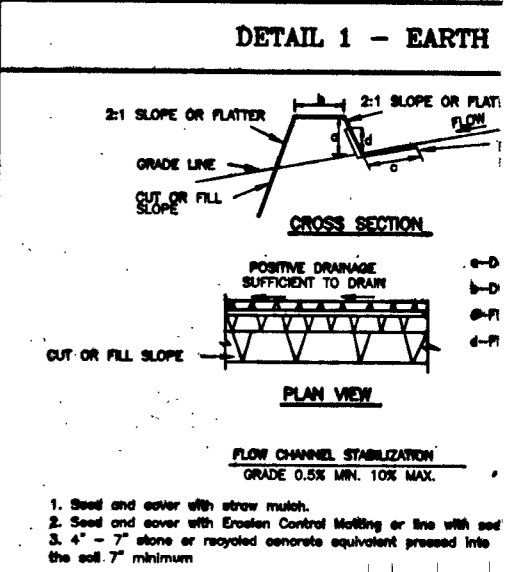 DETAIL 1 - EARTH
2:1 SLOPE OR FLATTER
b
2:1 SLOPE OR FLAT
FLOW
a
d
GRADE LINE
c
CUT OR FILL
SLOPE
CROSS SECTION
POSITIVE DRAINAGE
SUFFICIENT TO DRAIN
a-D
b-D
d-F
CUT OR FILL SLOPE
PLAN VIEW
FLOW CHANNEL STABILIZATION
GRADE 0.5% MIN. 10% MAX.
1. Seed and cover with straw mulch.
2. Seed and cover with Erosion Control Matting or line with sod
3. 4" - 7" stone or recycled concrete equivalent pressed into
the soil 7" minimum